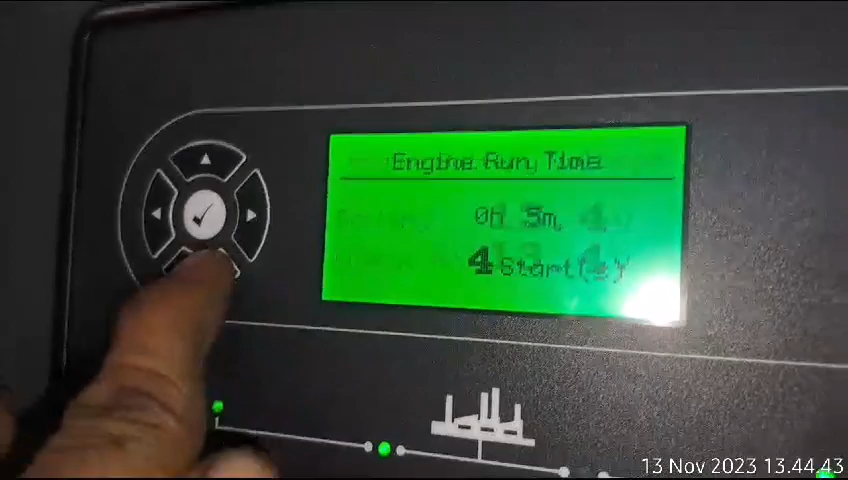 Engine Run Time
0h 5m
4 Start(s)
13 Nov 2023 13.44.43